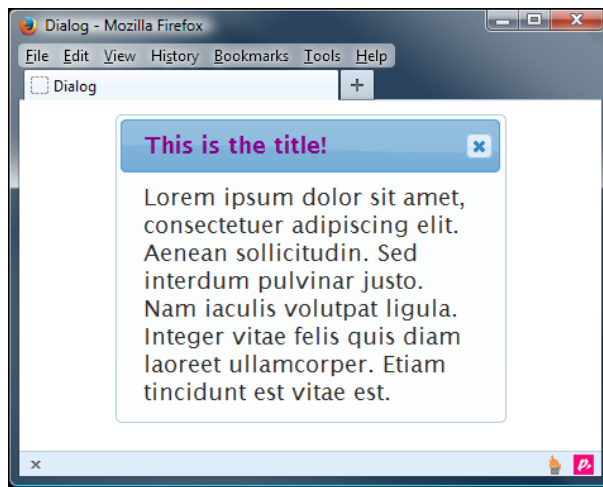 Dialog - Mozilla Firefox
File Edit View History Bookmarks Tools Help
Dialog
This is the title!
Lorem ipsum dolor sit amet,
consectetuer adipiscing elit.
Aenean sollicitudin. Sed
interdum pulvinar justo.
Nam iaculis volutpat ligula.
Integer vitae felis quis diam
laoreet ullamcorper. Etiam
tincidunt est vitae est.